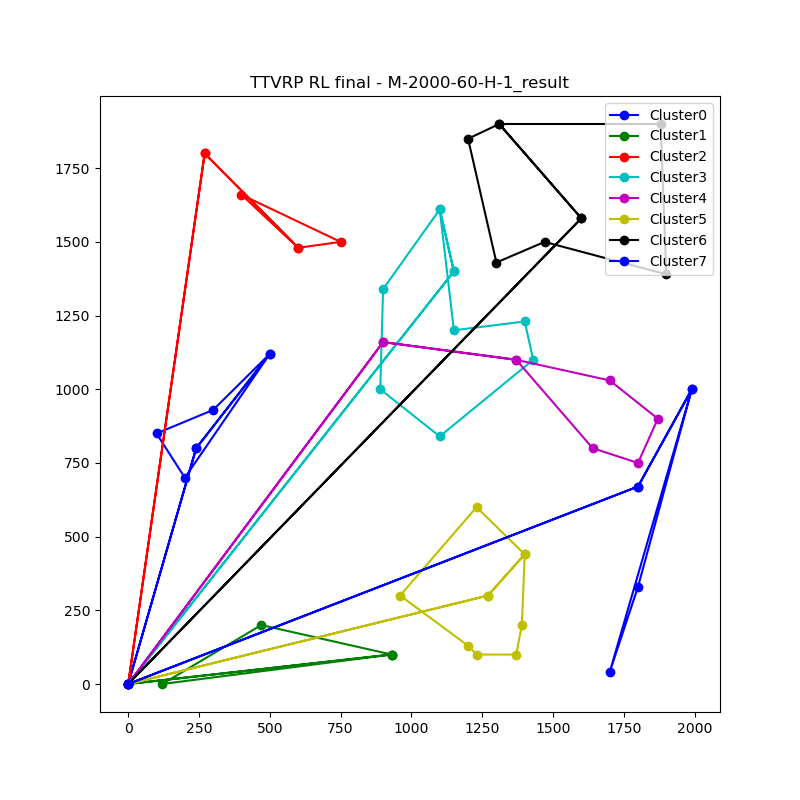 TTVRP RL final - M-2000-60-H-1_result
Cluster0
Cluster1
Cluster2
Cluster3
Cluster4
Cluster5
Cluster6
Cluster7
1750
1500
1250
1000
750
500
250
0
0 250 500 750 1000 1250 1500 1750 2000